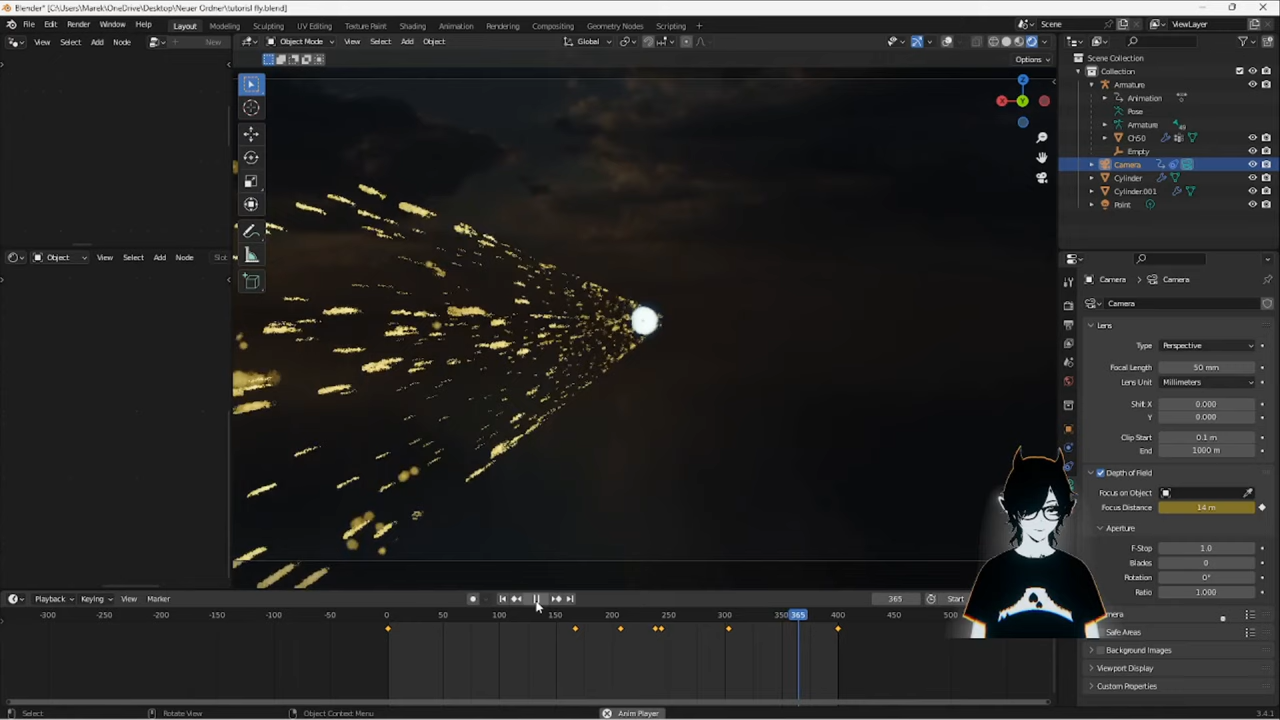 Blender* [C:\Users\Marek\OneDrive\Desktop\Neuer Ordner\tutorisl fly.blend]
File Edit Render Window Help Layout Modeling Sculpting UV Editing Texture Paint Shading Animation Rendering Compositing Geometry Nodes Scripting Scene ViewLayer
View Select Add Node New Object Mode View Select Add Object Global
Options
Scene Collection
Collection
Armature
Animation
Pose
Armature
Ch50
Empty
Camera
Cylinder
Cylinder.001
Point
X Y Z
Object View Select Add Node Slot
Camera Camera
Camera
Lens
Type Perspective
Focal Length 50 mm
Lens Unit Millimeters
Shift X 0.000
Y 0.000
Clip Start 0.1 m
End 1000 m
Depth of Field
Focus on Object
Focus Distance 14 m
Aperture
F-Stop 1.0
Blades 0
Rotation 0°
Ratio 1.000
Safe Areas
Background Images
Viewport Display
Custom Properties
Playback Keying View Marker 365 Start
-300 -250 -200 -150 -100 -50 0 50 100 150 200 250 300 365 400
Select Rotate View Object Context Menu Anim Player 3.4.1